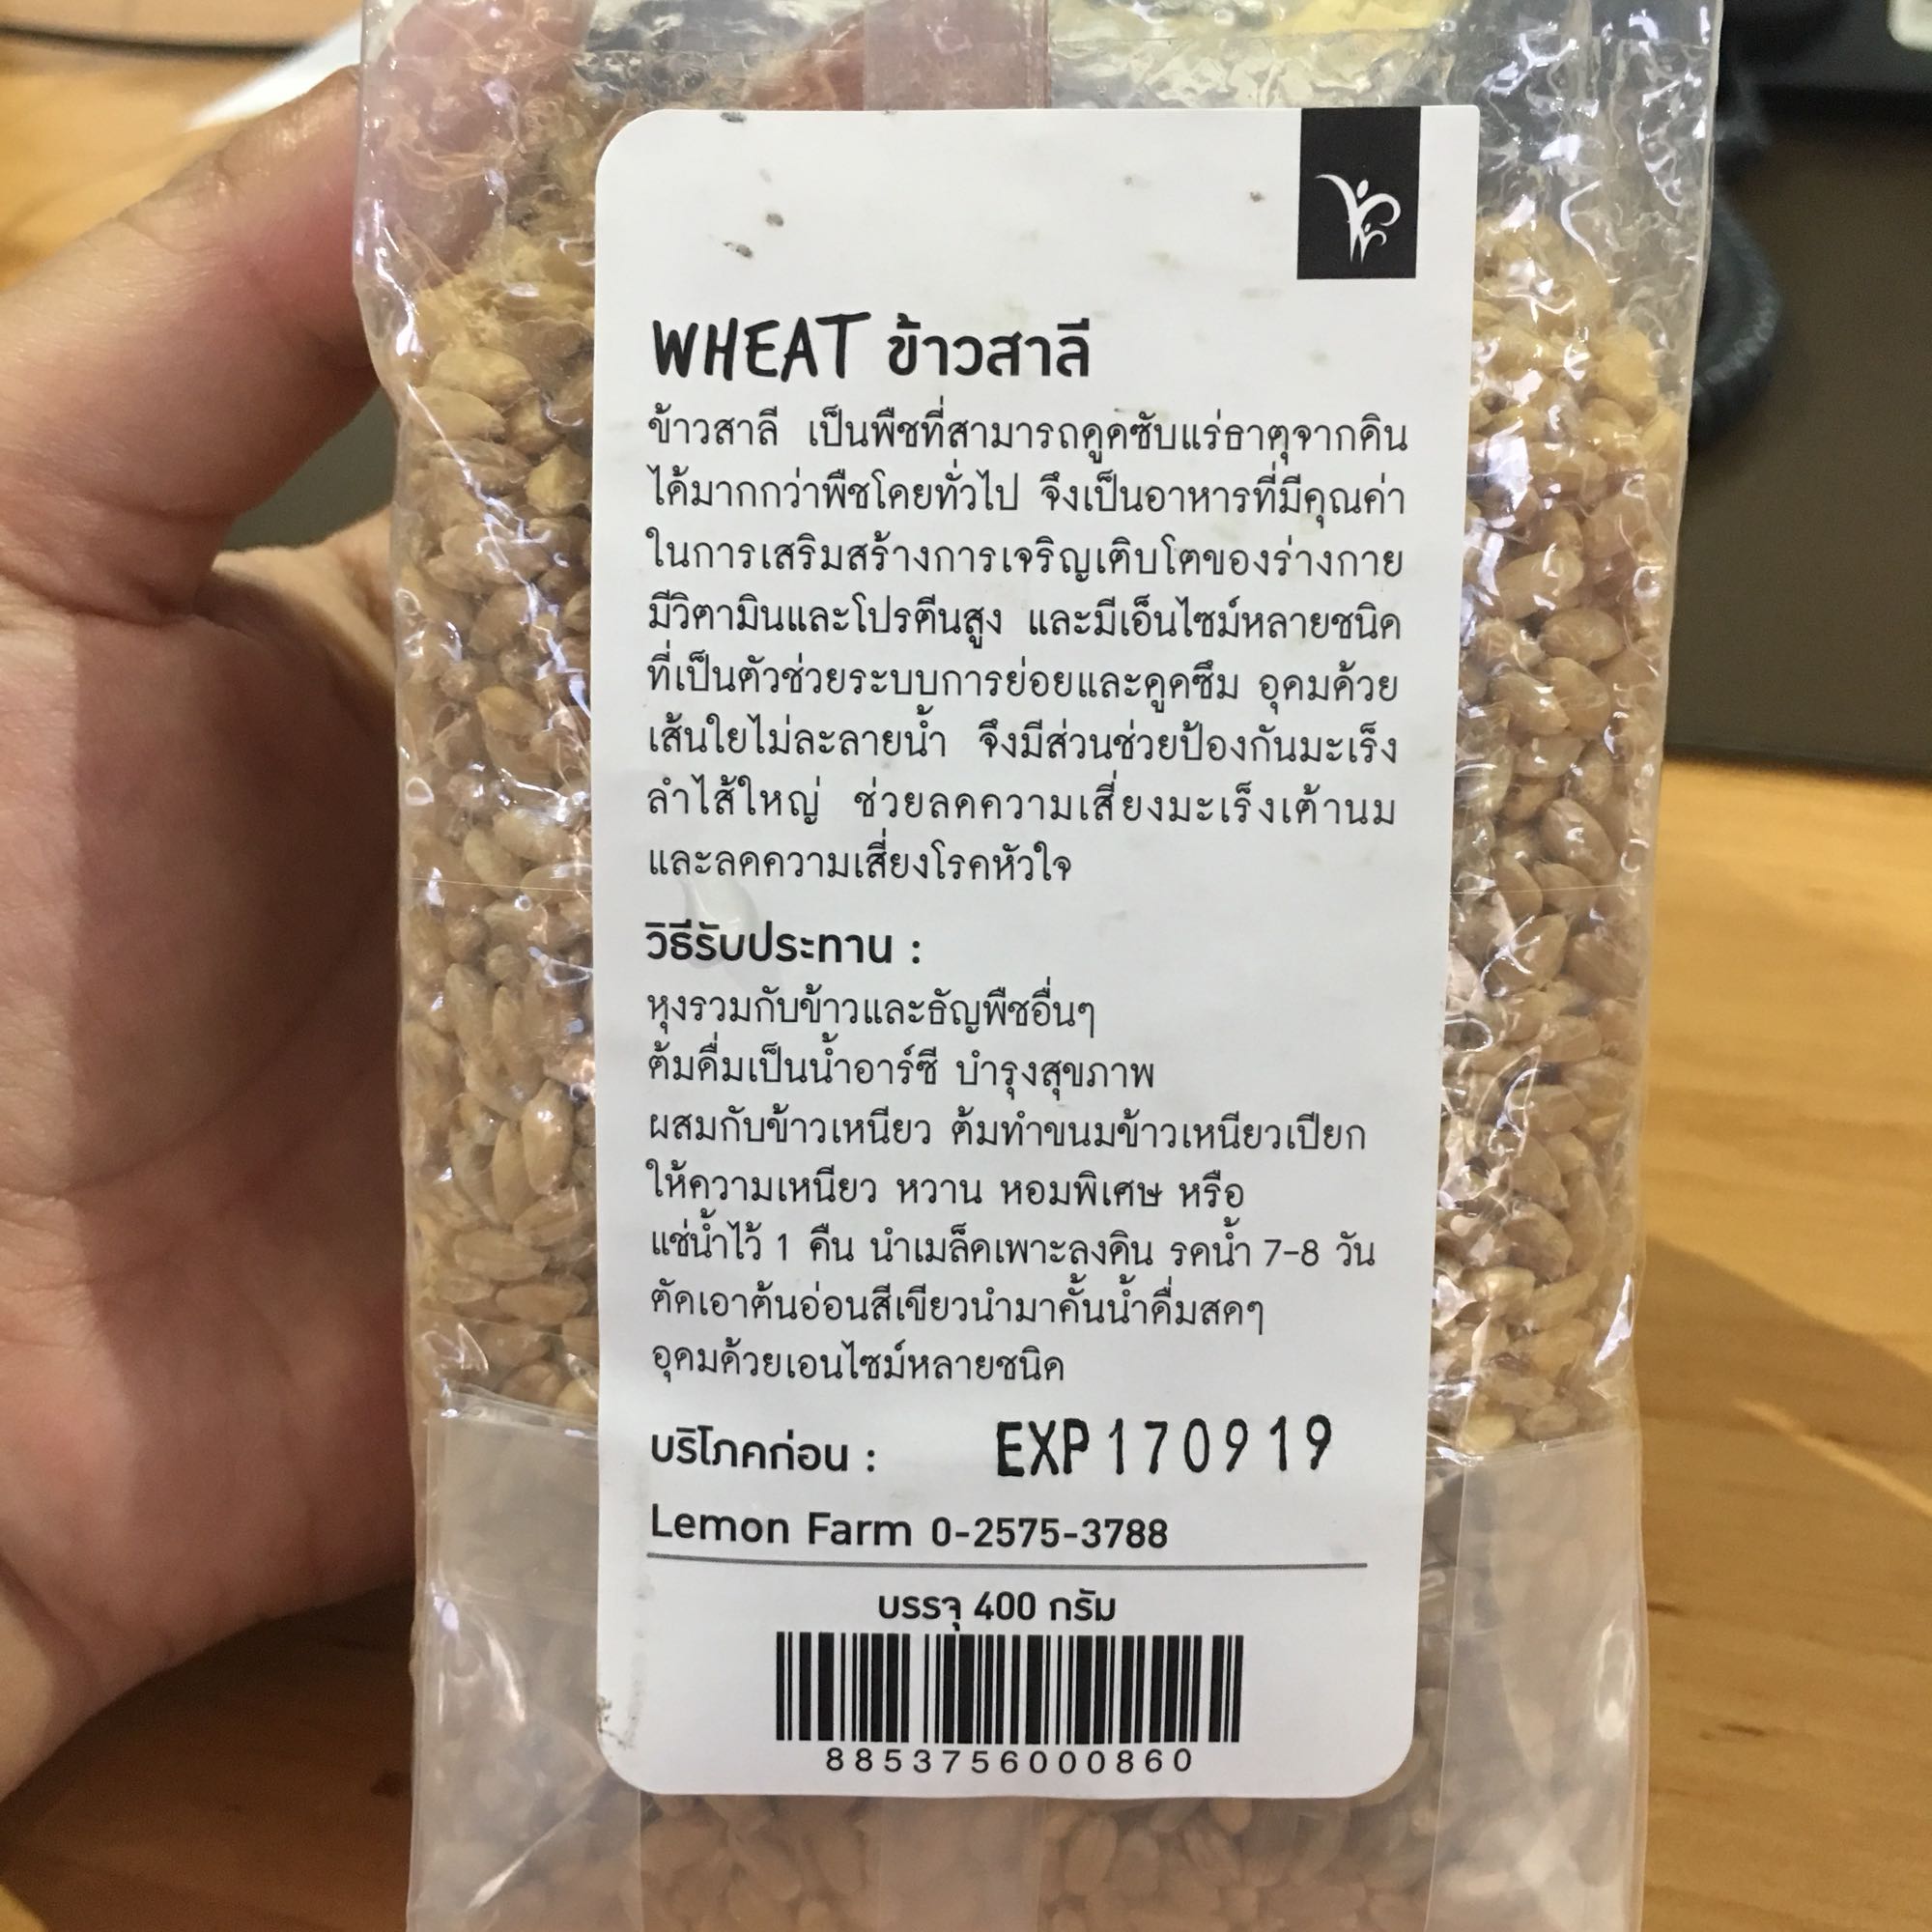 WHEAT ข้าวสาลี
ข้าวสาลี เป็นพืชที่สามารถดูดซับแร่ธาตุจากดิน
ได้มากกว่าพืชโดยทั่วไป จึงเป็นอาหารที่มีคุณค่า
ในการเสริมสร้างการเจริญเติบโตของร่างกาย
มีวิตามินและโปรตีนสูง และมีเอ็นไซม์หลายชนิด
ที่เป็นตัวช่วยระบบการย่อยและดูดซึม อุดมด้วย
เส้นใยไม่ละลายน้ำ จึงมีส่วนช่วยป้องกันมะเร็ง
ลำไส้ใหญ่ ช่วยลดความเสี่ยงมะเร็งเต้านม
และลดความเสี่ยงโรคหัวใจ
วิธีรับประทาน :
หุงรวมกับข้าวและธัญพืชอื่นๆ
ต้มดื่มเป็นน้ำอาร์ซี บำรุงสุขภาพ
ผสมกับข้าวเหนียว ต้มทำขนมข้าวเหนียวเปียก
ให้ความเหนียว หวาน หอมพิเศษ หรือ
แช่น้ำไว้ 1 คืน นำเมล็ดเพาะลงดิน รดน้ำ 7-8 วัน
ตัดเอาต้นอ่อนสีเขียวนำมาคั้นน้ำดื่มสดๆ
อุดมด้วยเอนไซม์หลายชนิด
บริโภคก่อน : EXP 170919
Lemon Farm 0-2575-3788
บรรจุ 400 กรัม
8853756000860